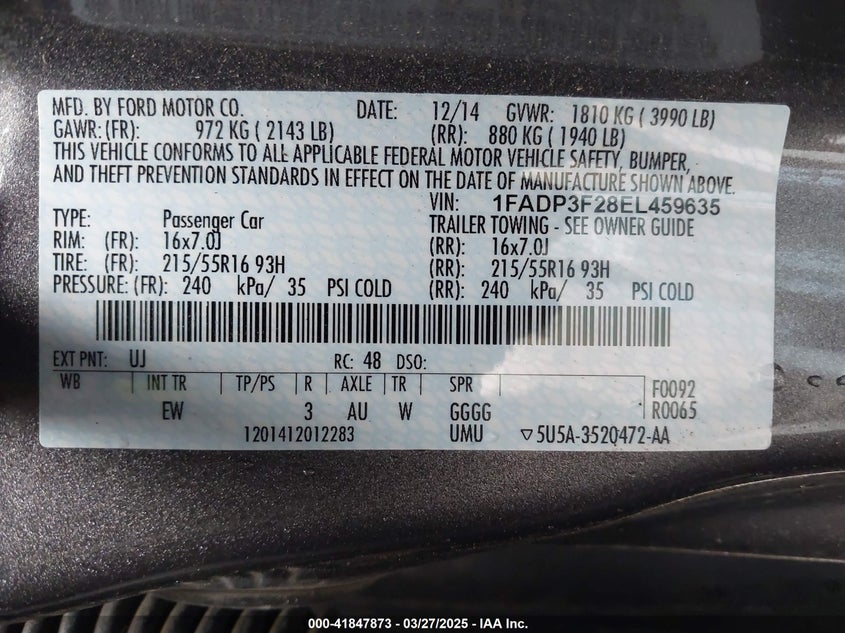 MFD. BY FORD MOTOR CO. DATE: 12/14 GVWR: 1810 KG ( 3990 LB)
GAWR: (FR): 972 KG ( 2143 LB) (RR): 880 KG ( 1940 LB)
THIS VEHICLE CONFORMS TO ALL APPLICABLE FEDERAL MOTOR VEHICLE SAFETY, BUMPER,
AND THEFT PREVENTION STANDARDS IN EFFECT ON THE DATE OF MANUFACTURE SHOWN ABOVE.
VIN: 1FADP3F28EL459635
TYPE: Passenger Car TRAILER TOWING - SEE OWNER GUIDE
RIM: (FR): 16x7.0J (RR): 16x7.0J
TIRE: (FR): 215/55R16 93H (RR): 215/55R16 93H
PRESSURE: (FR): 240 kPa/ 35 PSI COLD (RR): 240 kPa/ 35 PSI COLD
EXT PNT: UJ RC: 48 DSO:
WB INT TR TP/PS R AXLE TR SPR F0092
EW 3 AU W GGGG R0065
1201412012283 UMU ▽5U5A-3520472-AA
000-41847873 - 03/27/2025 - IAA Inc.